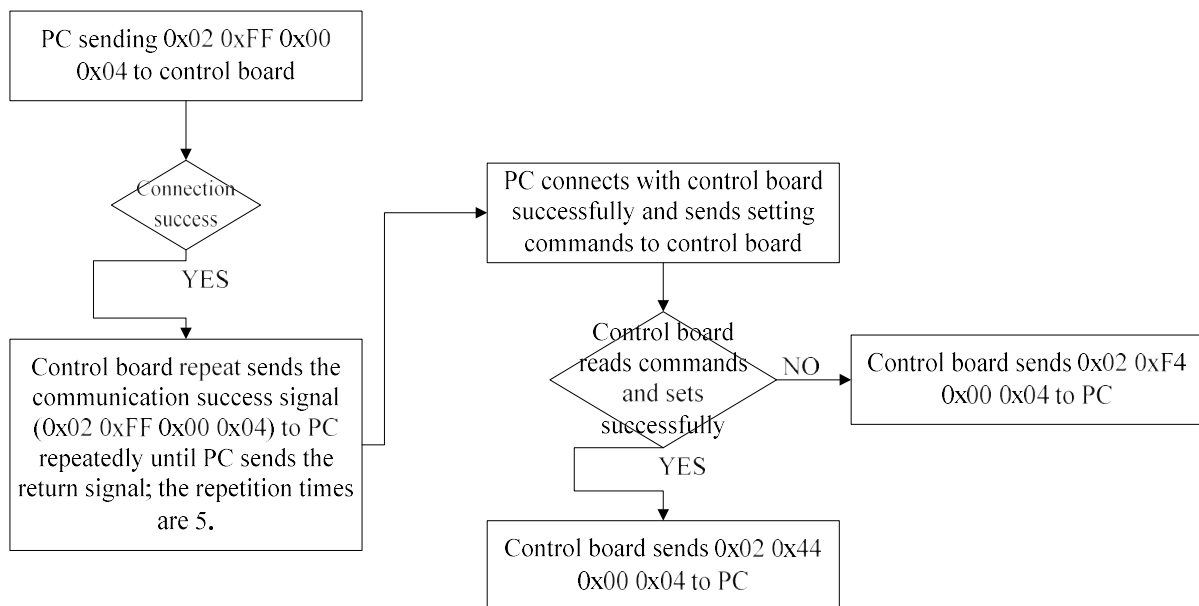 PC sending 0x02 0xFF 0x00
0x04 to control board
Connection
success
YES
Control board repeat sends the
communication success signal
(0x02 0xFF 0x00 0x04) to PC
repeatedly until PC sends the
return signal; the repetition times
are 5.
PC connects with control board
successfully and sends setting
commands to control board
Control board
reads commands
and sets
successfully
NO
Control board sends 0x02 0xF4
0x00 0x04 to PC
YES
Control board sends 0x02 0x44
0x00 0x04 to PC